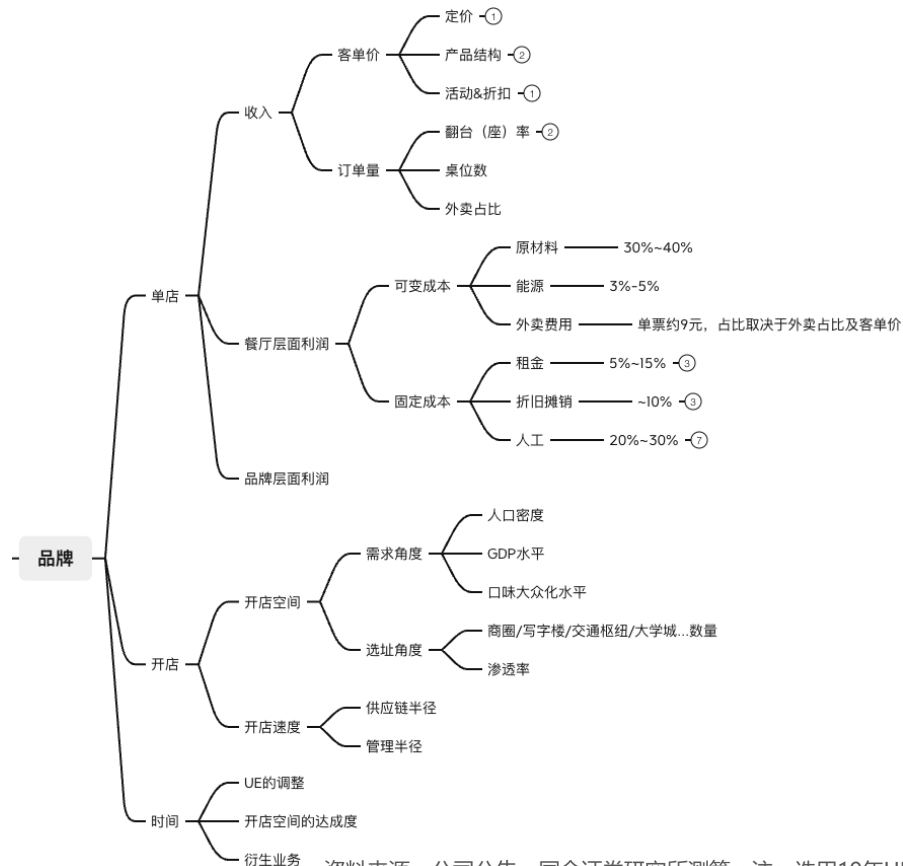 定价 ①
客单价
产品结构 ②
活动&折扣 ①
收入
翻台（座）率 ②
订单量
桌位数
外卖占比
原材料 30%~40%
可变成本
能源 3%-5%
单店
外卖费用 单票约9元，占比取决于外卖占比及客单价
餐厅层面利润
租金 5%~15% ③
固定成本
折旧摊销 ~10% ③
人工 20%~30% ⑦
品牌层面利润
人口密度
品牌
需求角度
GDP水平
口味大众化水平
开店空间
商圈/写字楼/交通枢纽/大学城...数量
选址角度
开店
渗透率
供应链半径
开店速度
管理半径
UE的调整
时间
开店空间的达成度
衍生业务